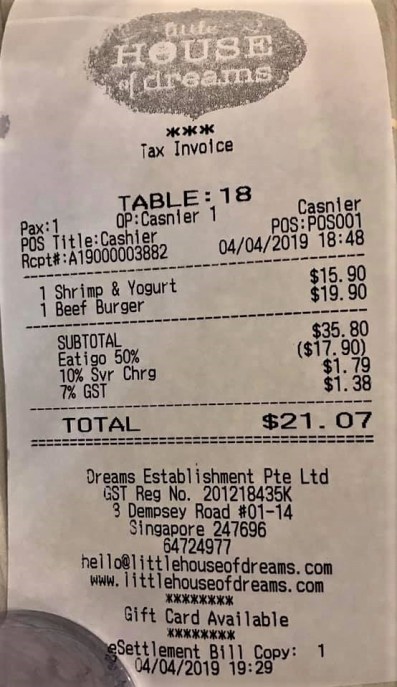 little
HOUSE
of dreams
***
Tax Invoice
TABLE: 18
Pax:1 OP:Casnier 1 Casnier
POS Title:Cashier POS:POS001
Rcpt#:A19000003882 04/04/2019 18:48
1 Shrimp & Yogurt $15.90
1 Beef Burger $19.90
SUBTOTAL $35.80
Eatigo 50% ($17.90)
10% Svr Chrg $1.79
7% GST $1.38
TOTAL $21.07
Dreams Establishment Pte Ltd
GST Reg No. 201218435K
3 Dempsey Road #01-14
Singapore 247696
64724977
hello@littlehouseofdreams.com
www.littlehouseofdreams.com
********
Gift Card Available
********
eSettlement Bill Copy: 1
04/04/2019 19:29